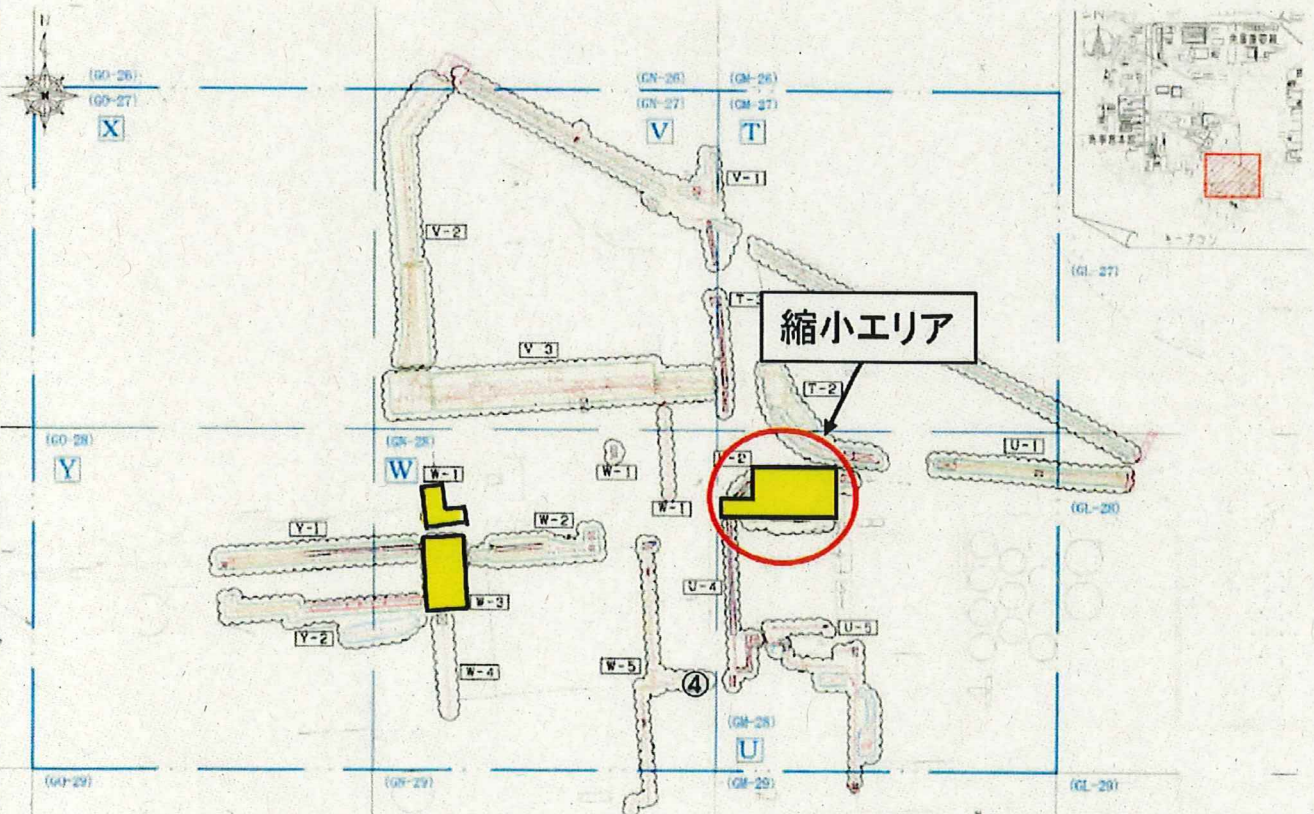 N
(GO-26)
(GO-27)
X
(GN-26)
(GN-27)
V
(GM-26)
(GM-27)
T
V-1
V-2
(GL-27)
縮小エリア
V-3
T-2
(GO-28)
Y
(GN-28)
W
W-1
W-1
W-1
U-1
(GL-28)
Y-1
W-2
U-4
W-3
Y-2
U-5
W-4
W-5
④
(GM-28)
U
(GO-29)
(GN-29)
(GM-29)
(GL-29)